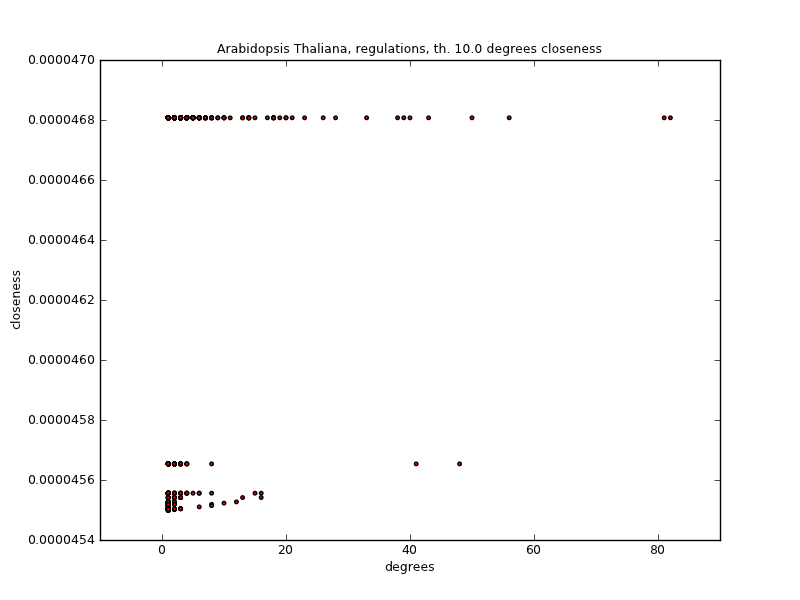 Arabidopsis Thaliana, regulations, th. 10.0 degrees closeness
0.0000470
0.0000468
0.0000466
0.0000464
0.0000462
0.0000460
0.0000458
0.0000456
0.0000454
closeness
0 20 40 60 80
degrees